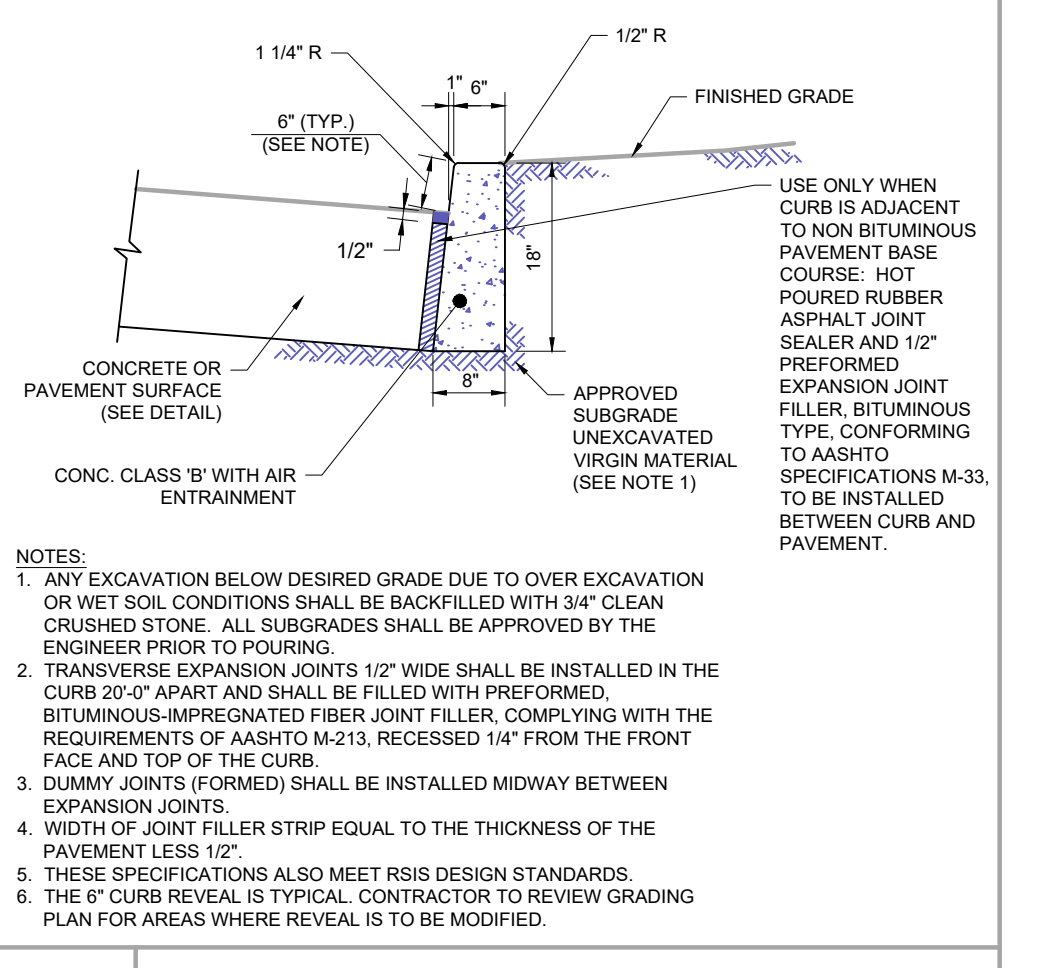 1 1/4" R
1/2" R
1"
6"
FINISHED GRADE
6" (TYP.)
(SEE NOTE)
1/2"
18"
8"
USE ONLY WHEN
CURB IS ADJACENT
TO NON BITUMINOUS
PAVEMENT BASE
COURSE: HOT
POURED RUBBER
ASPHALT JOINT
SEALER AND 1/2"
PREFORMED
EXPANSION JOINT
FILLER, BITUMINOUS
TYPE, CONFORMING
TO AASHTO
SPECIFICATIONS M-33,
TO BE INSTALLED
BETWEEN CURB AND
PAVEMENT.
CONCRETE OR
PAVEMENT SURFACE
(SEE DETAIL)
APPROVED
SUBGRADE
UNEXCAVATED
VIRGIN MATERIAL
(SEE NOTE 1)
CONC. CLASS 'B' WITH AIR
ENTRAINMENT
NOTES:
1. ANY EXCAVATION BELOW DESIRED GRADE DUE TO OVER EXCAVATION
OR WET SOIL CONDITIONS SHALL BE BACKFILLED WITH 3/4" CLEAN
CRUSHED STONE. ALL SUBGRADES SHALL BE APPROVED BY THE
ENGINEER PRIOR TO POURING.
2. TRANSVERSE EXPANSION JOINTS 1/2" WIDE SHALL BE INSTALLED IN THE
CURB 20'-0" APART AND SHALL BE FILLED WITH PREFORMED,
BITUMINOUS-IMPREGNATED FIBER JOINT FILLER, COMPLYING WITH THE
REQUIREMENTS OF AASHTO M-213, RECESSED 1/4" FROM THE FRONT
FACE AND TOP OF THE CURB.
3. DUMMY JOINTS (FORMED) SHALL BE INSTALLED MIDWAY BETWEEN
EXPANSION JOINTS.
4. WIDTH OF JOINT FILLER STRIP EQUAL TO THE THICKNESS OF THE
PAVEMENT LESS 1/2".
5. THESE SPECIFICATIONS ALSO MEET RSIS DESIGN STANDARDS.
6. THE 6" CURB REVEAL IS TYPICAL. CONTRACTOR TO REVIEW GRADING
PLAN FOR AREAS WHERE REVEAL IS TO BE MODIFIED.